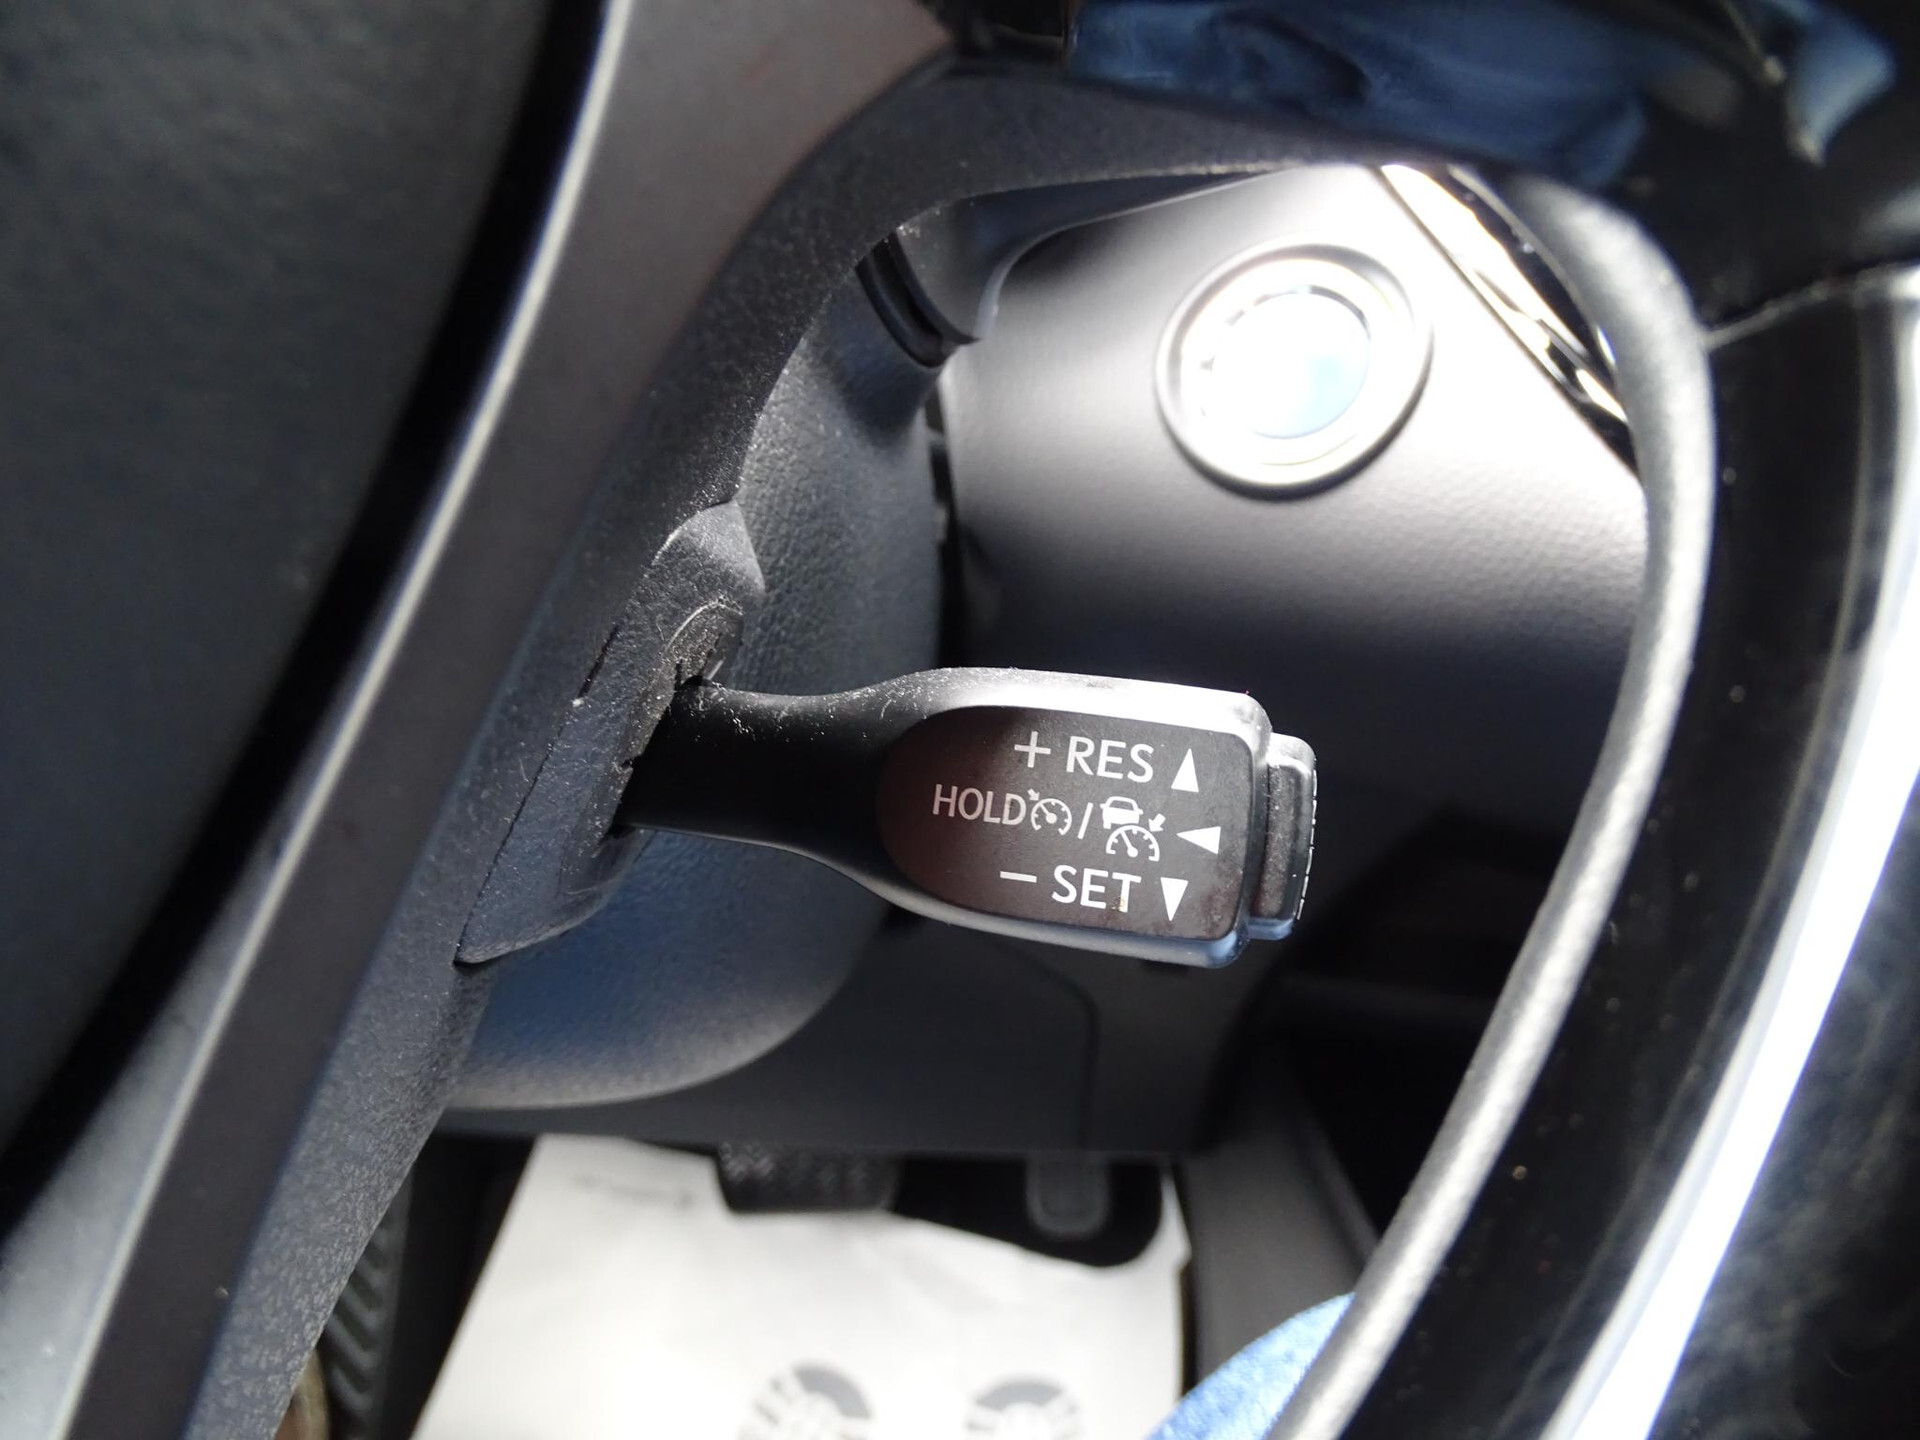 + RES
HOLD /
- SET